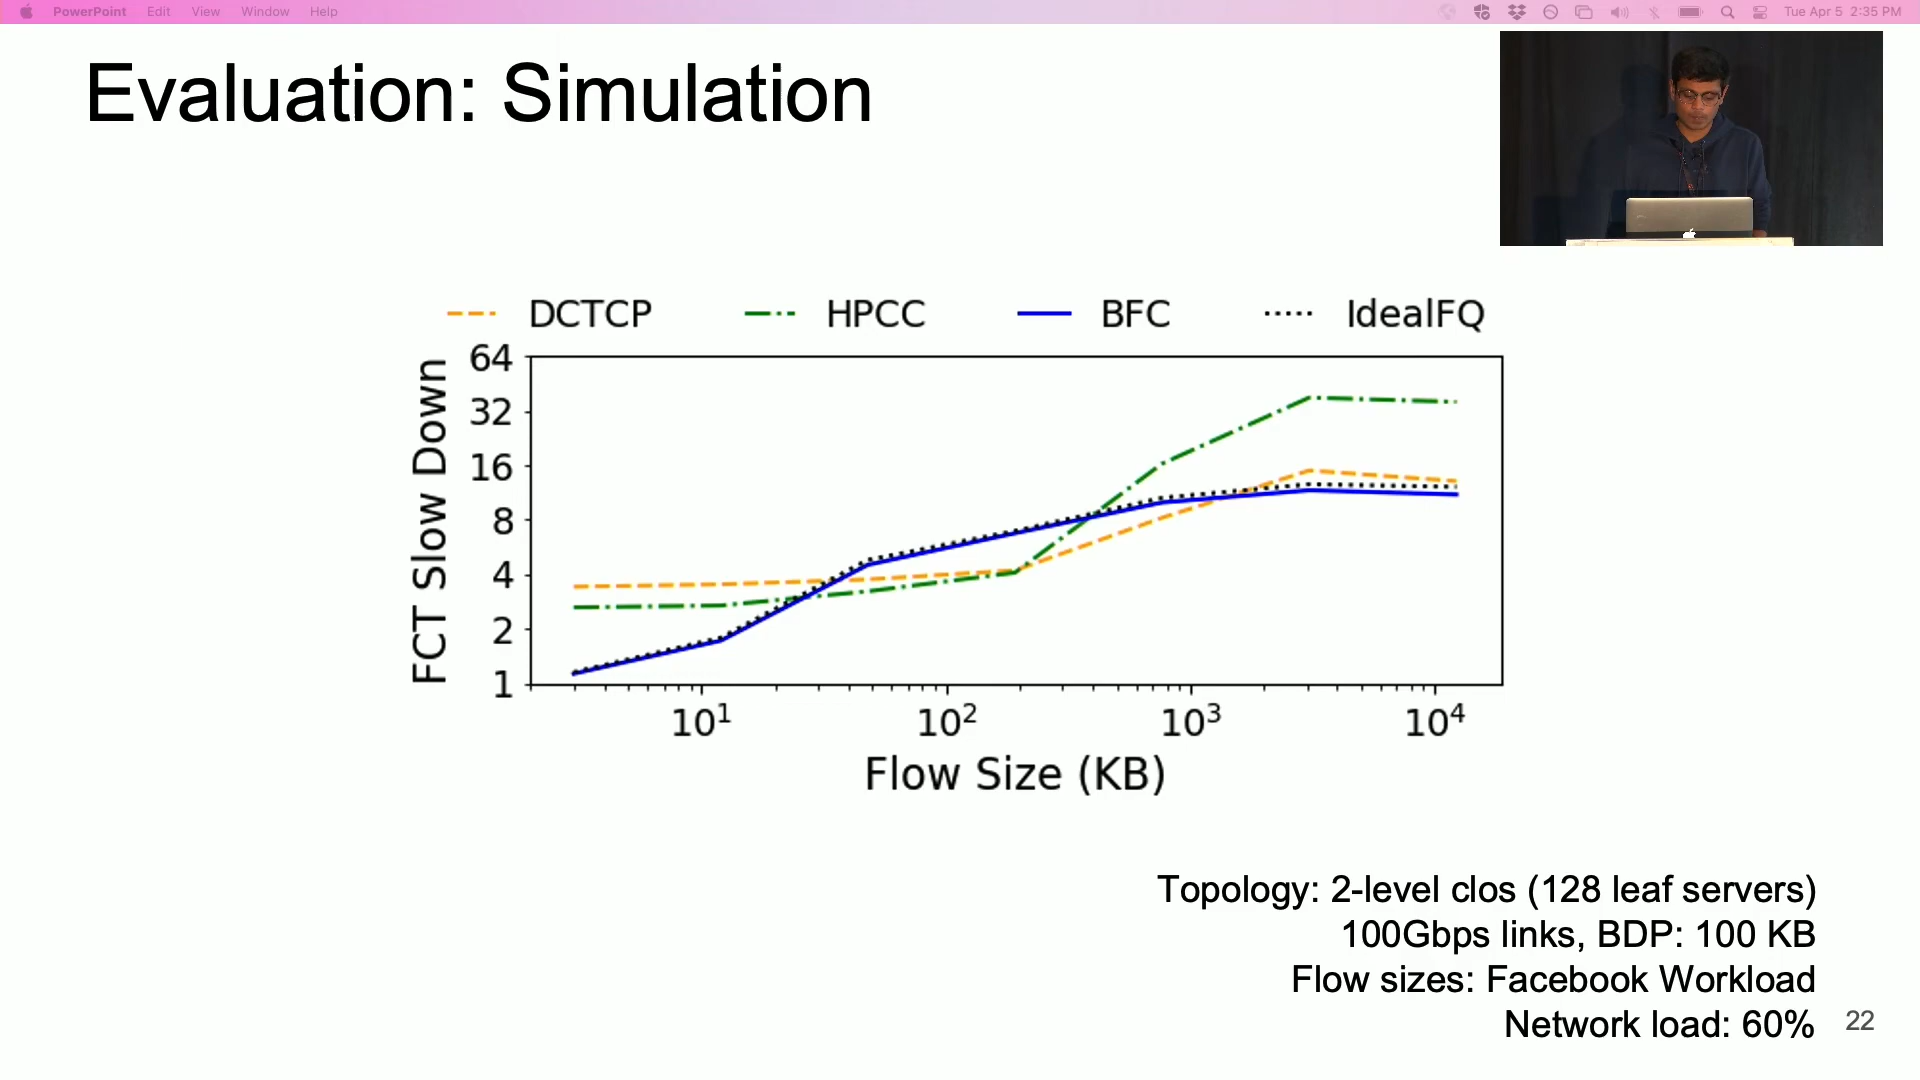 PowerPoint Edit View Window Help Tue Apr 5 2:35 PM
Evaluation: Simulation
DCTCP HPCC BFC IdealFQ
FCT Slow Down
64
32
16
8
4
2
1
10¹ 10² 10³ 10⁴
Flow Size (KB)
Topology: 2-level clos (128 leaf servers)
100Gbps links, BDP: 100 KB
Flow sizes: Facebook Workload
Network load: 60%
22